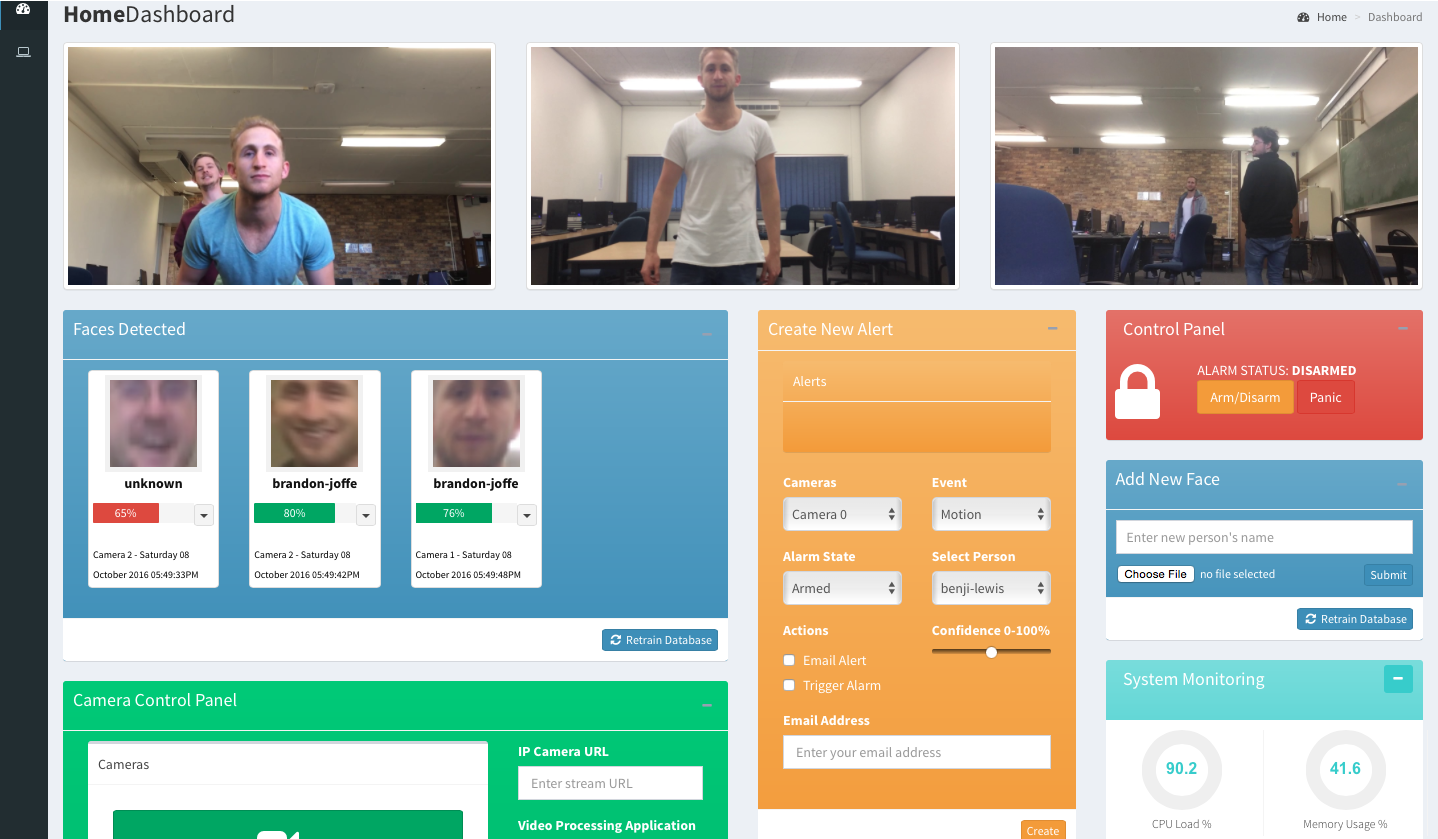 HomeDashboard
Home > Dashboard
Faces Detected
unknown
65%
Camera 2 - Saturday 08
October 2016 05:49:33PM
brandon-joffe
80%
Camera 2 - Saturday 08
October 2016 05:49:42PM
brandon-joffe
76%
Camera 1 - Saturday 08
October 2016 05:49:48PM
Retrain Database
Camera Control Panel
Cameras
IP Camera URL
Enter stream URL
Video Processing Application
Create New Alert
Alerts
Cameras
Event
Camera 0
Motion
Alarm State
Select Person
Armed
benji-lewis
Actions
Confidence 0-100%
Email Alert
Trigger Alarm
Email Address
Enter your email address
Create
Control Panel
ALARM STATUS: DISARMED
Arm/Disarm
Panic
Add New Face
Enter new person's name
Choose File no file selected
Submit
Retrain Database
System Monitoring
90.2
41.6
CPU Load %
Memory Usage %